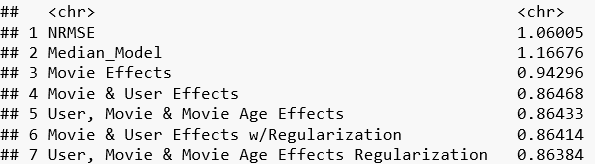 ## <chr> <chr>
## 1 NRMSE 1.06005
## 2 Median_Model 1.16676
## 3 Movie Effects 0.94296
## 4 Movie & User Effects 0.86468
## 5 User, Movie & Movie Age Effects 0.86433
## 6 Movie & User Effects w/Regularization 0.86414
## 7 User, Movie & Movie Age Effects Regularization 0.86384